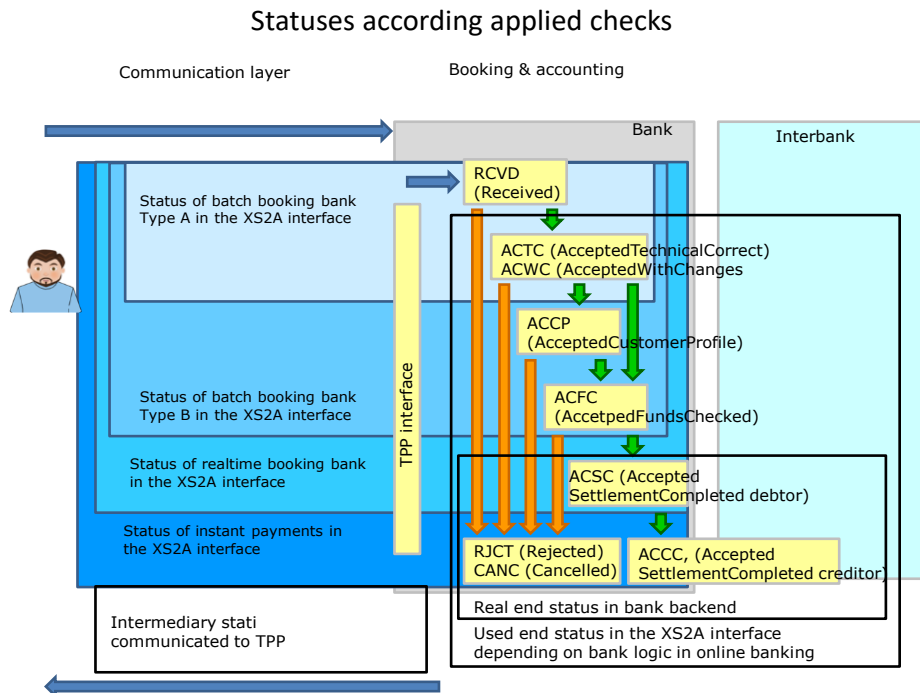 Statuses according applied checks
Communication layer
Booking & accounting
Bank
Interbank
Status of batch booking bank
Type A in the XS2A interface
RCVD
(Received)
ACTC (AcceptedTechnicalCorrect)
ACWC (AcceptedWithChanges
ACCP
(AcceptedCustomerProfile)
Status of batch booking bank
Type B in the XS2A interface
TPP interface
ACFC
(AccetpedFundsChecked)
Status of realtime booking bank
in the XS2A interface
ACSC (Accepted
SettlementCompleted debtor)
Status of instant payments in
the XS2A interface
RJCT (Rejected)
CANC (Cancelled)
ACCC, (Accepted
SettlementCompleted creditor)
Real end status in bank backend
Intermediary stati
communicated to TPP
Used end status in the XS2A interface
depending on bank logic in online banking